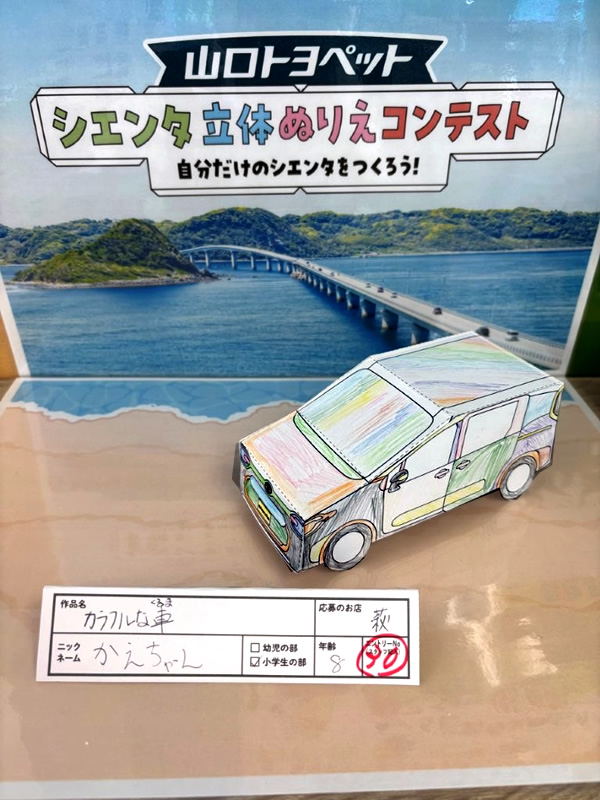 山口トヨペット
シエンタ立体ぬりえコンテスト
自分だけのシエンタをつくろう!
作品名
くるま
カラフルな車
応募のお店
萩
ニック
ネーム
かえちゃん
□ 幼児の部
☑ 小学生の部
年齢
8
エントリーNo